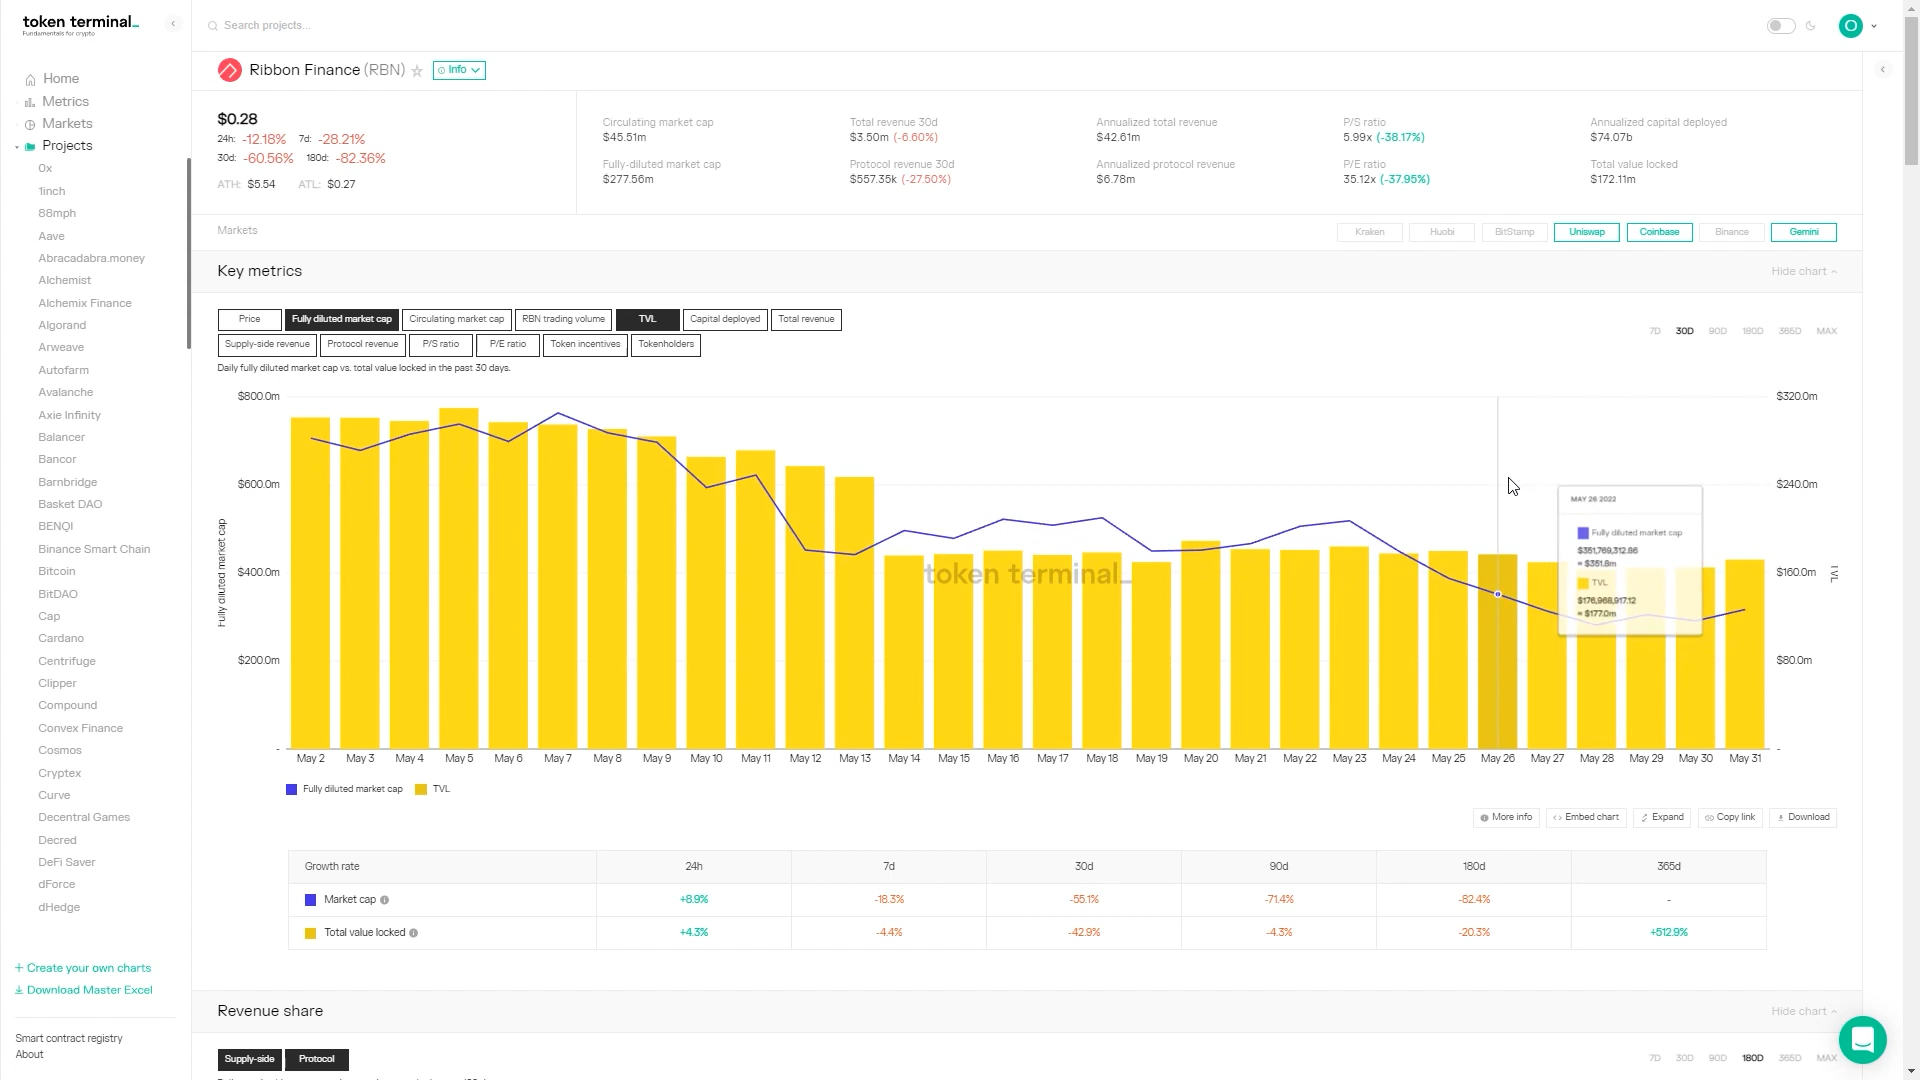 token terminal_
Fundamentals for crypto
Search projects...
Home
Metrics
Markets
Projects
0x
1inch
88mph
Aave
Abracadabra.money
Alchemist
Alchemix Finance
Algorand
Arweave
Autofarm
Avalanche
Axie Infinity
Balancer
Bancor
Barnbridge
Basket DAO
BENQI
Binance Smart Chain
Bitcoin
BitDAO
Cap
Cardano
Centrifuge
Clipper
Compound
Convex Finance
Cosmos
Cryptex
Curve
Decentral Games
Decred
DeFi Saver
dForce
dHedge
+ Create your own charts
Download Master Excel
Smart contract registry
About
O
Ribbon Finance (RBN) Info
$0.28
24h: -12.18% 7d: -28.21%
30d: -60.56% 180d: -82.36%
ATH: $5.54 ATL: $0.27
Circulating market cap
$45.51m
Fully-diluted market cap
$277.56m
Total revenue 30d
$3.50m (-6.60%)
Protocol revenue 30d
$557.35k (-27.50%)
Annualized total revenue
$42.61m
Annualized protocol revenue
$6.78m
P/S ratio
5.99x (-38.17%)
P/E ratio
35.12x (-37.95%)
Annualized capital deployed
$74.07b
Total value locked
$172.11m
Markets Kraken Huobi BitStamp Uniswap Coinbase Binance Gemini
Key metrics Hide chart
Price Fully diluted market cap Circulating market cap RBN trading volume TVL Capital deployed Total revenue
Supply-side revenue Protocol revenue P/S ratio P/E ratio Token incentives Tokenholders
7D 30D 90D 180D 365D MAX
Daily fully diluted market cap vs. total value locked in the past 30 days.
$800.0m
$600.0m
$400.0m
$200.0m
-
Fully diluted market cap
$320.0m
$240.0m
$160.0m
$80.0m
-
TVL
token terminal_
MAY 26 2022
Fully diluted market cap
$351,769,312.86
≈ $351.8m
TVL
$176,968,917.12
≈ $177.0m
May 2 May 3 May 4 May 5 May 6 May 7 May 8 May 9 May 10 May 11 May 12 May 13 May 14 May 15 May 16 May 17 May 18 May 19 May 20 May 21 May 22 May 23 May 24 May 25 May 26 May 27 May 28 May 29 May 30 May 31
Fully diluted market cap TVL
More info Embed chart Expand Copy link Download
Growth rate 24h 7d 30d 90d 180d 365d
Market cap +8.9% -18.3% -55.1% -71.4% -82.4% -
Total value locked +4.3% -4.4% -42.9% -4.3% -20.3% +512.9%
Revenue share Hide chart
Supply-side Protocol
7D 30D 90D 180D 365D MAX